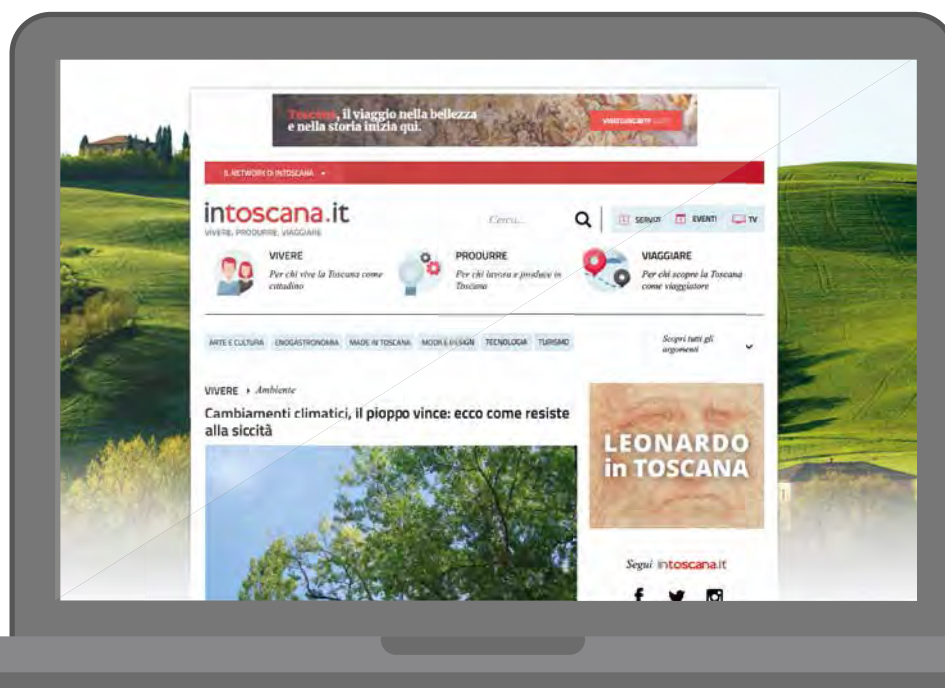 Toscana, il viaggio nella bellezza
e nella storia inizia qui.
IL NETWORK DI INTOSCANA
intoscana.it
VIVERE, PRODURRE, VIAGGIARE
Cerca...
SERVIZI
EVENTI
TV
VIVERE
Per chi vive la Toscana come
cittadino
PRODURRE
Per chi lavora e produce in
Toscana
VIAGGIARE
Per chi scopre la Toscana
come viaggiatore
ARTE E CULTURA
ENOGASTRONOMIA
MADE IN TOSCANA
MODA E DESIGN
TECNOLOGIA
TURISMO
Scopri tutti gli
argomenti
VIVERE
Ambiente
Cambiamenti climatici, il pioppo vince: ecco come resiste
alla siccità
LEONARDO
in TOSCANA
Segui intoscana.it